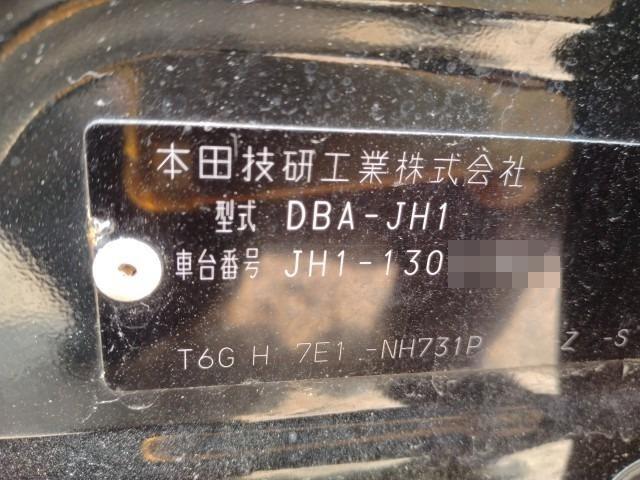 本田技研工業株式会社
型式 DBA-JH1
車台番号 JH1-130
T6G H 7E1 -NH731P Z -S